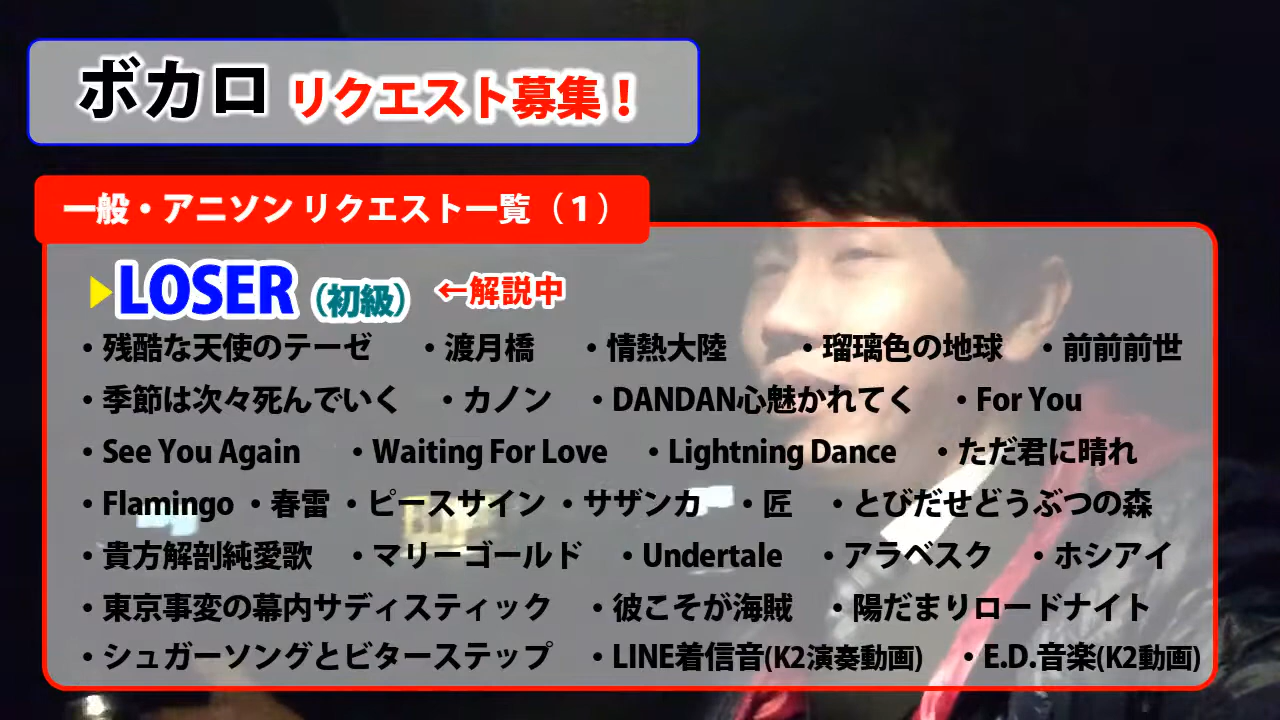 ボカロ リクエスト募集！
一般・アニソン リクエスト一覧（１）
LOSER（初級） ←解説中
・残酷な天使のテーゼ ・渡月橋 ・情熱大陸 ・瑠璃色の地球 ・前前前世
・季節は次々死んでいく ・カノン ・DANDAN心魅かれてく ・For You
・See You Again ・Waiting For Love ・Lightning Dance ・ただ君に晴れ
・Flamingo ・春雷 ・ピースサイン ・サザンカ ・匠 ・とびだせどうぶつの森
・貴方解剖純愛歌 ・マリーゴールド ・Undertale ・アラベスク ・ホシアイ
・東京事変の幕内サディスティック ・彼こそが海賊 ・陽だまりロードナイト
・シュガーソングとビターステップ ・LINE着信音(K2演奏動画) ・E.D.音楽(K2動画)